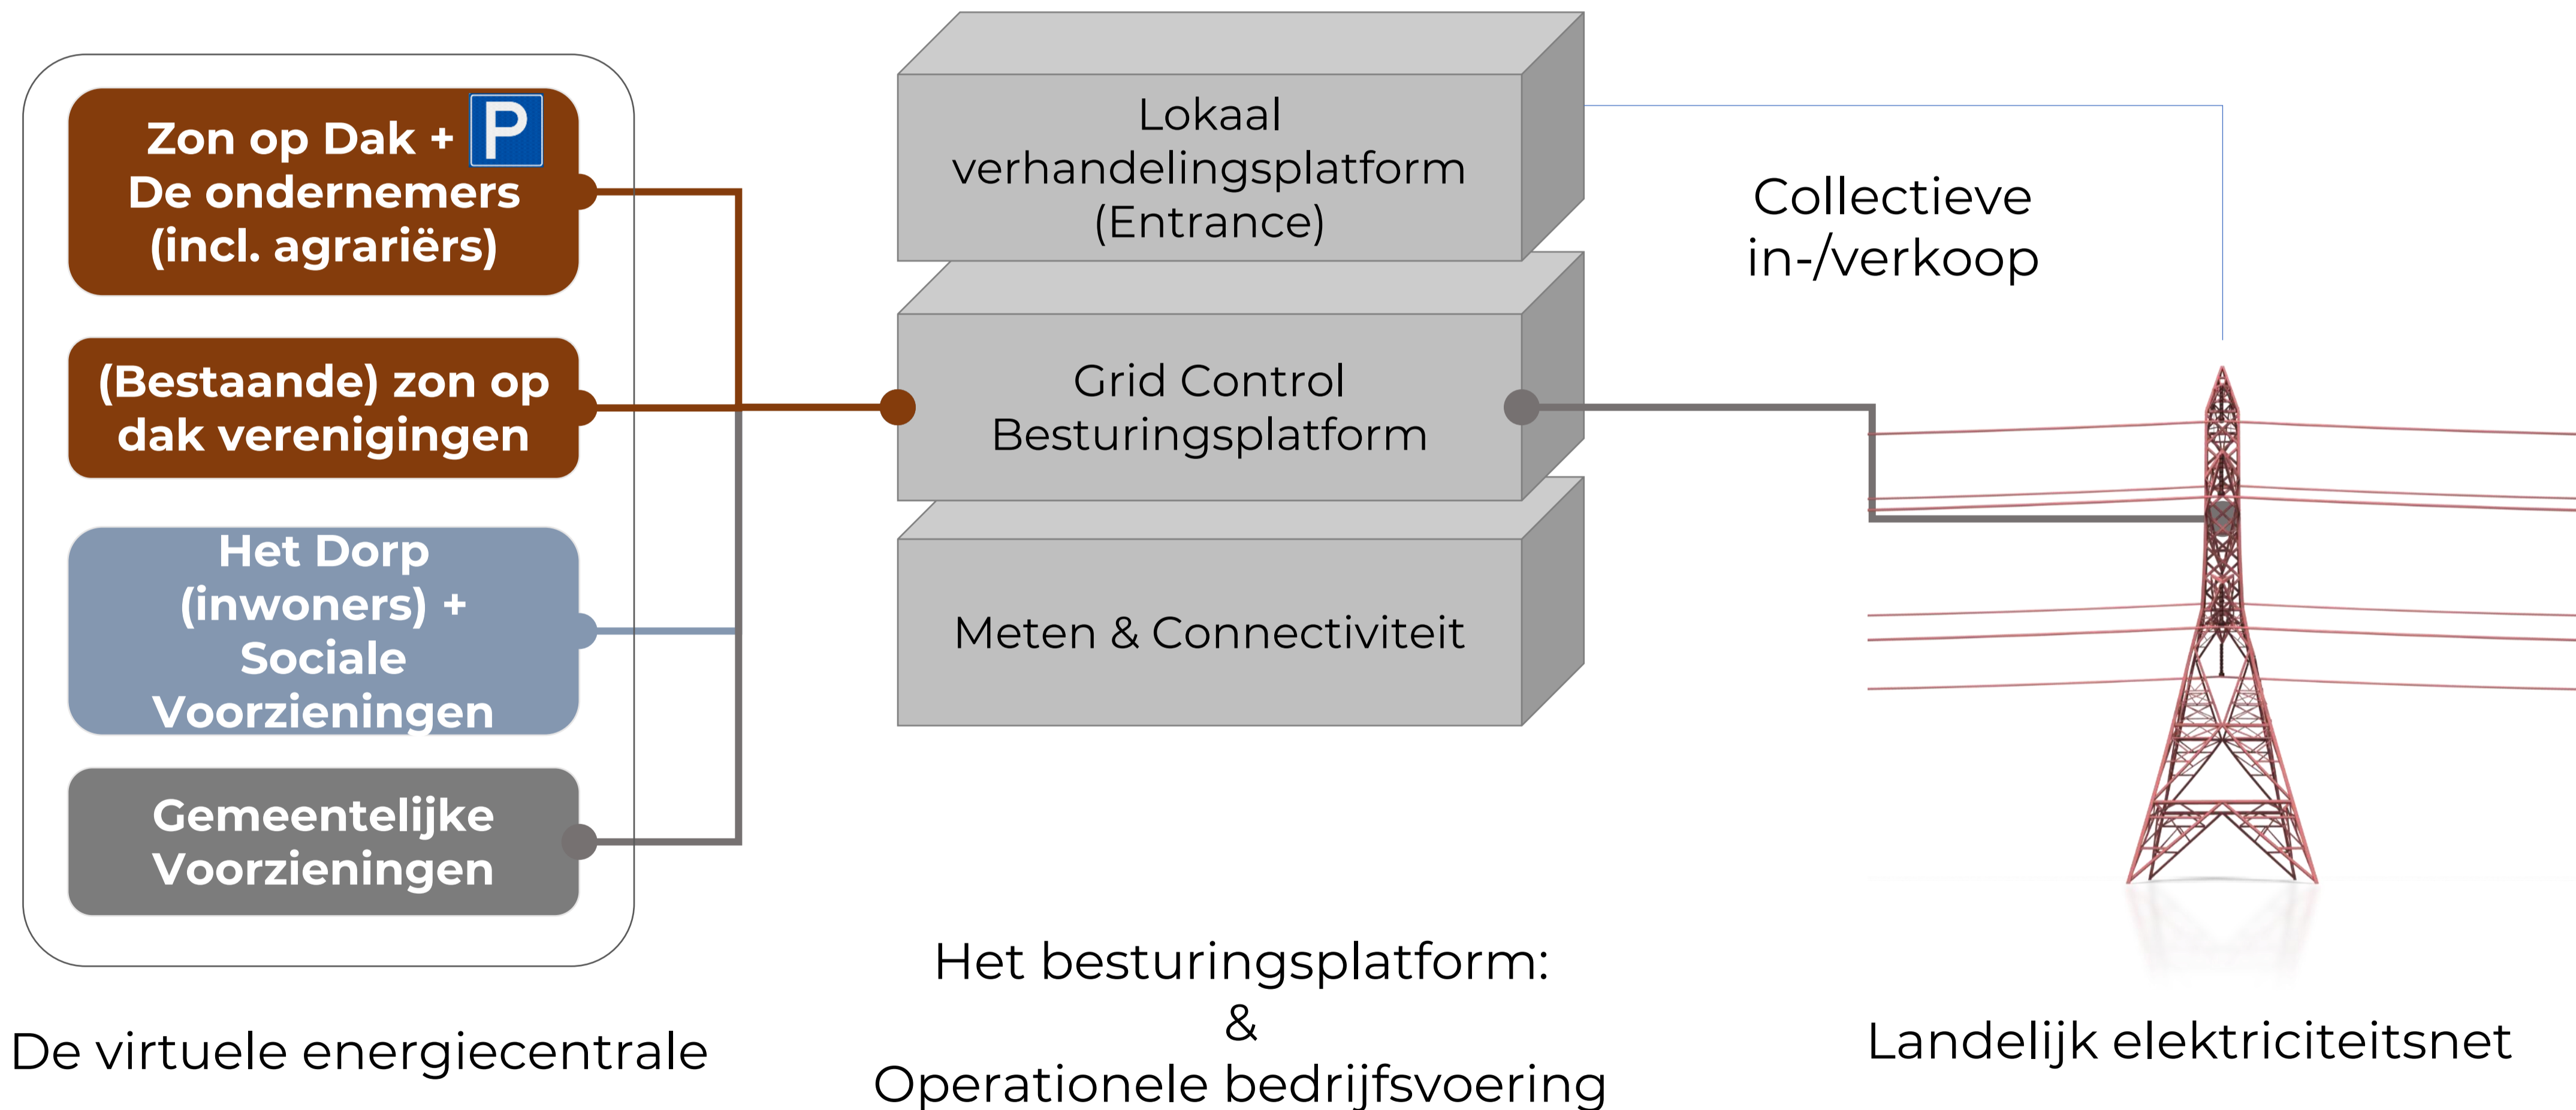 Zon op Dak + P
De ondernemers
(incl. agrariërs)
(Bestaande) zon op
dak verenigingen
Het Dorp
(inwoners) +
Sociale
Voorzieningen
Gemeentelijke
Voorzieningen
De virtuele energiecentrale
Lokaal
verhandelingsplatform
(Entrance)
Grid Control
Besturingsplatform
Meten & Connectiviteit
Het besturingsplatform:
&
Operationele bedrijfsvoering
Collectieve
in-/verkoop
Landelijk elektriciteitsnet